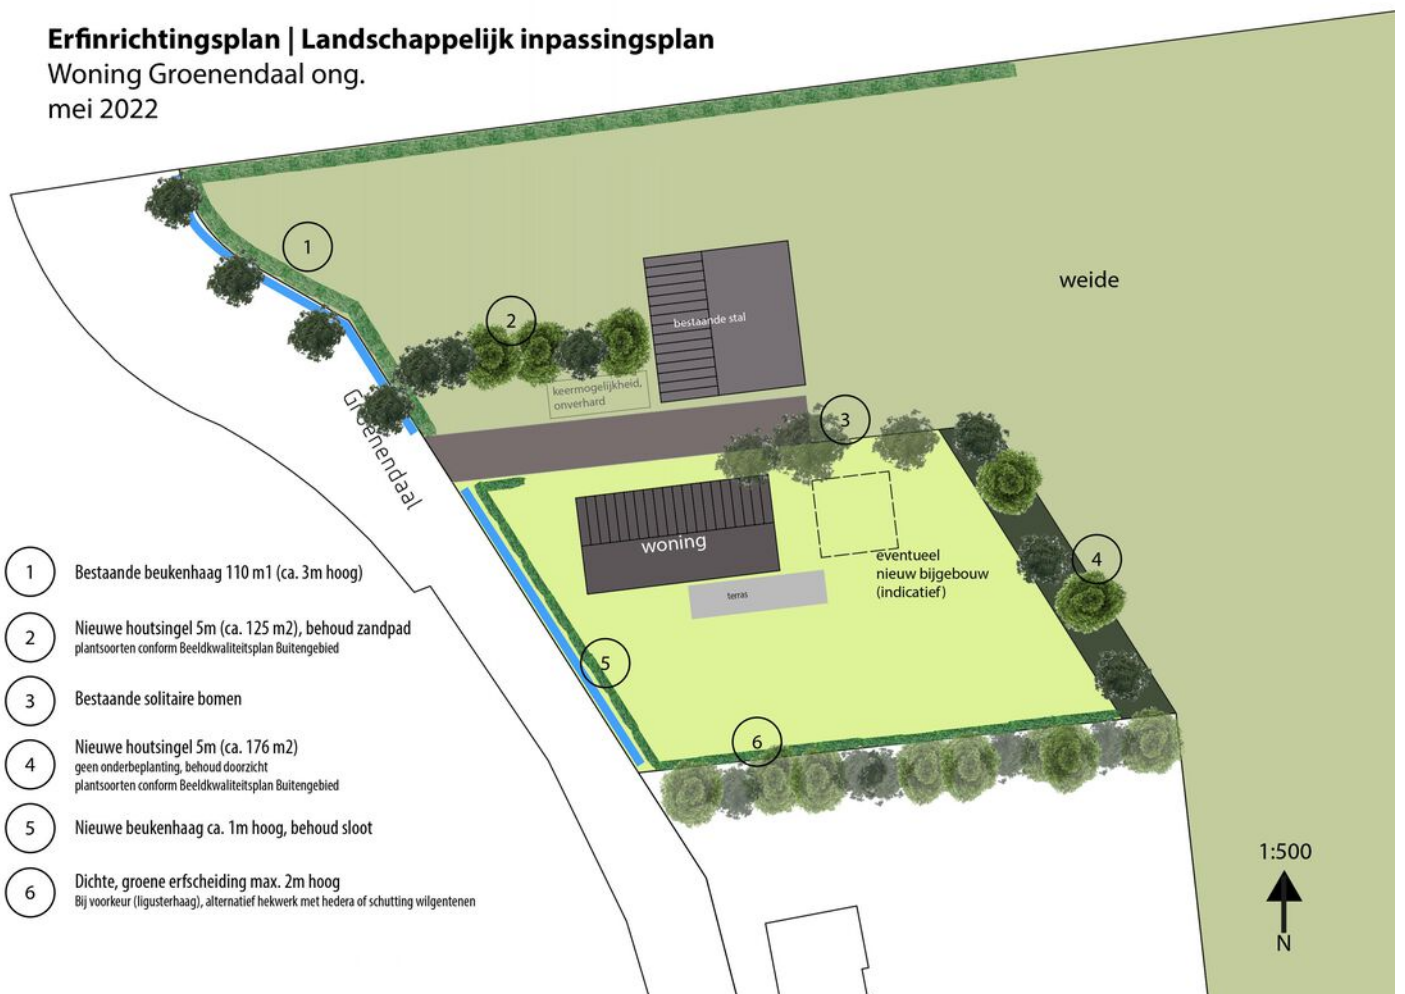 Erfinrichtingsplan | Landschappelijk inpassingsplan
Woning Groenendaal ong.
mei 2022
1
weide
2
bestaande stal
keermogelijkheid,
onverhard
3
Groenendaal
woning
eventueel
nieuw bijgebouw
(indicatief)
terras
4
5
6
1 Bestaande beukenhaag 110 m1 (ca. 3m hoog)
2 Nieuwe houtsingel 5m (ca. 125 m2), behoud zandpad
plantsoorten conform Beeldkwaliteitsplan Buitengebied
3 Bestaande solitaire bomen
4 Nieuwe houtsingel 5m (ca. 176 m2)
geen onderbeplanting, behoud doorzicht
plantsoorten conform Beeldkwaliteitsplan Buitengebied
5 Nieuwe beukenhaag ca. 1m hoog, behoud sloot
6 Dichte, groene erfscheiding max. 2m hoog
Bij voorkeur (ligusterhaag), alternatief hekwerk met hedera of schutting wilgentenen
1:500
N